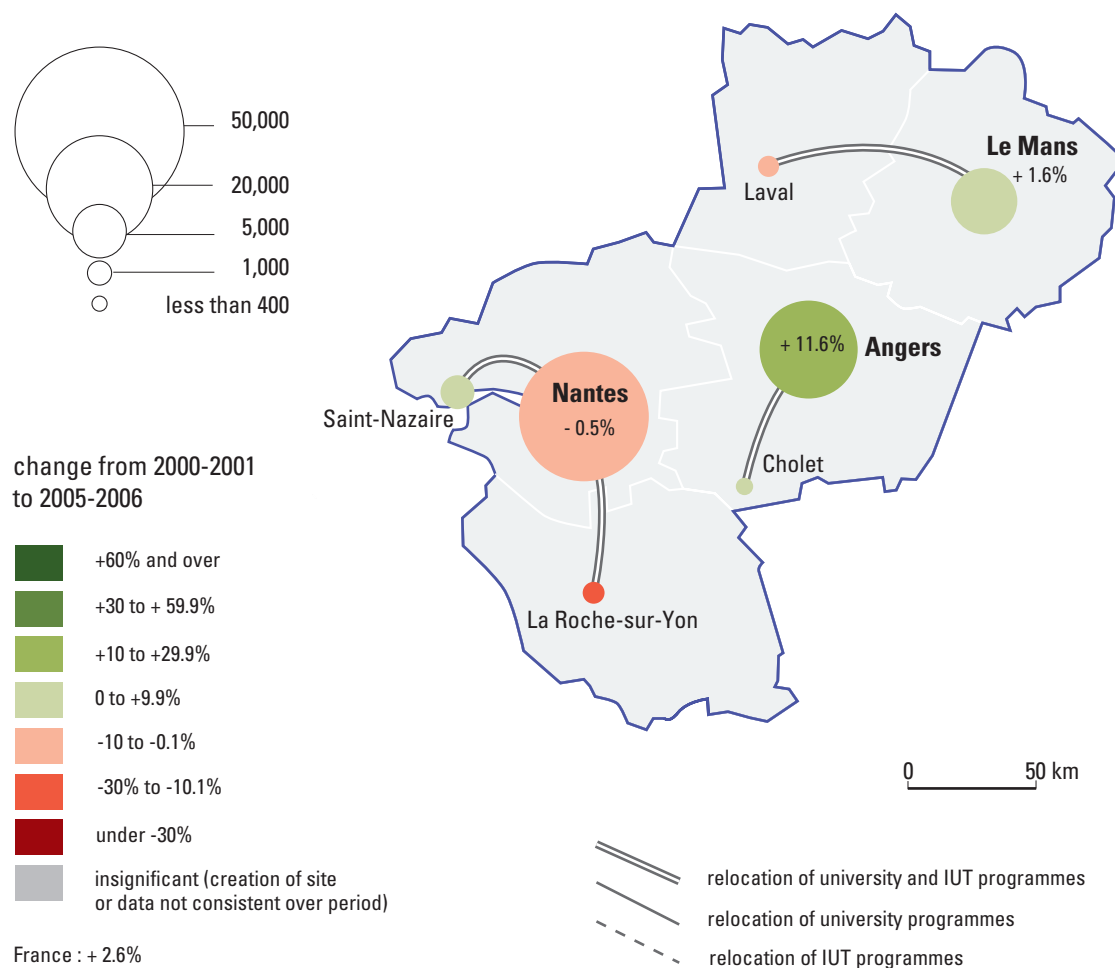 50,000
20,000
5,000
1,000
less than 400
Le Mans
+ 1.6%
Laval
+ 11.6%
Angers
Nantes
- 0.5%
Saint-Nazaire
Cholet
La Roche-sur-Yon
change from 2000-2001
to 2005-2006
+60% and over
+30 to + 59.9%
+10 to +29.9%
0 to +9.9%
-10 to -0.1%
-30% to -10.1%
under -30%
insignificant (creation of site
or data not consistent over period)
France : + 2.6%
0 50 km
relocation of university and IUT programmes
relocation of university programmes
relocation of IUT programmes